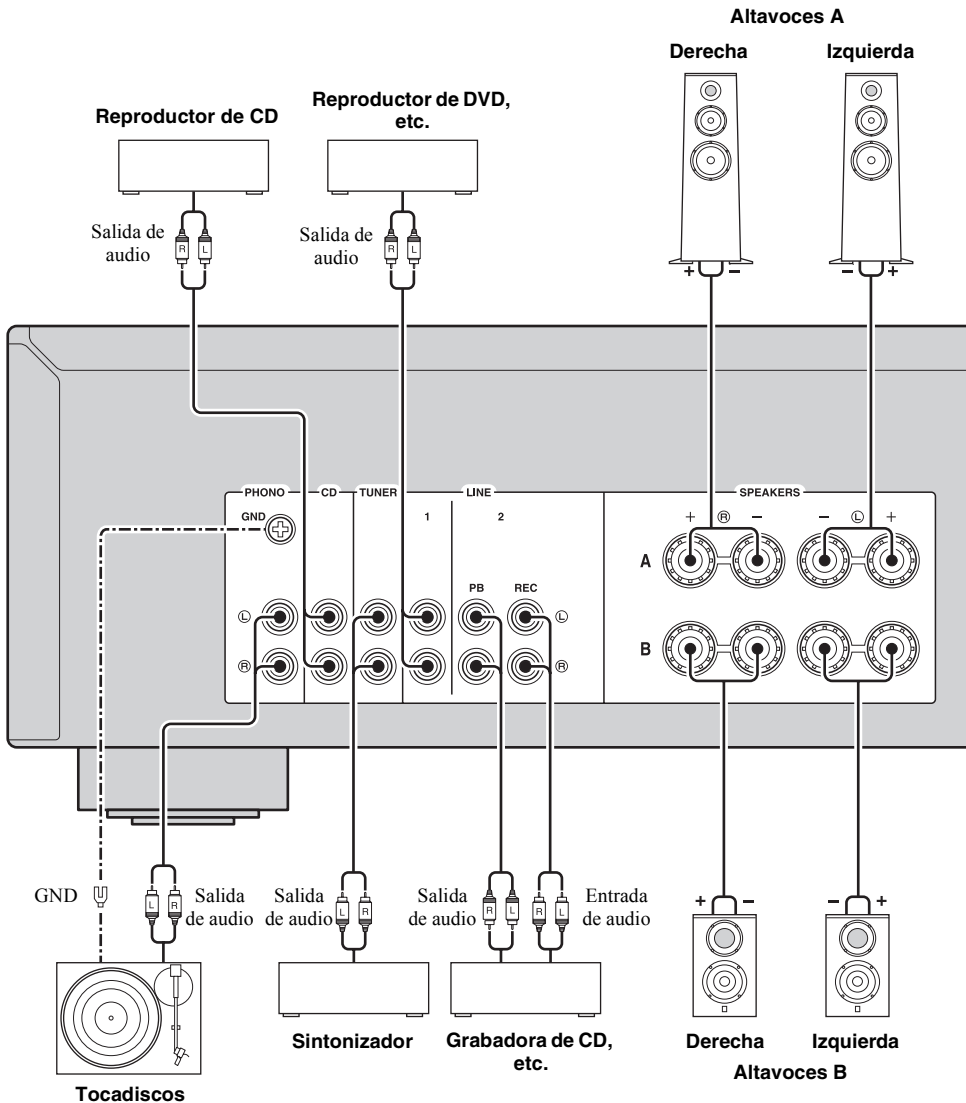 Altavoces A
Derecha Izquierda
Reproductor de CD
Reproductor de DVD,
etc.
Salida de
audio
R L
Salida de
audio
R L
+ − − +
PHONO CD TUNER LINE SPEAKERS
GND 1 2 + R − − L +
A
PB REC
L L
B
R R
GND
L R
Salida
de audio
Salida
de audio
L R
Salida
de audio
R L
R L
Entrada
de audio
+ − − +
Sintonizador
Grabadora de CD,
etc.
Derecha Izquierda
Altavoces B
Tocadiscos